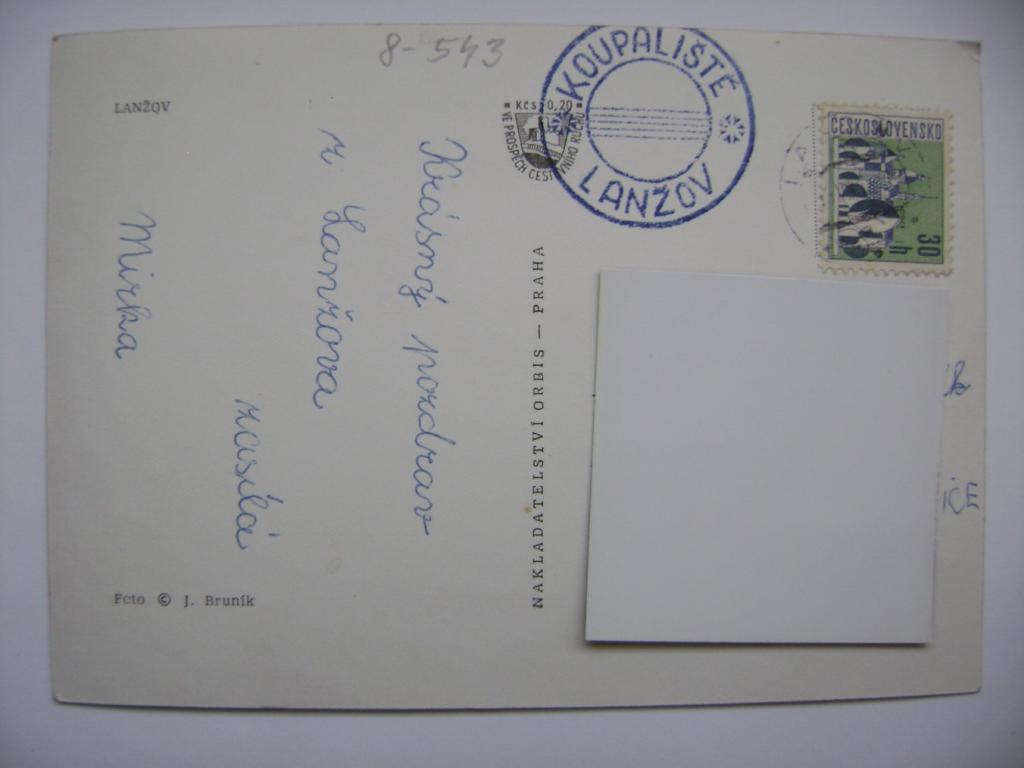 LANŽOV
8-543
Krásný pozdrav
z Lanžova
zasílá
Mirka
Foto © J. Bruník
NAKLADATELSTVÍ ORBIS — PRAHA
Kčs 0,20
VE PROSPĚCH CESTOVNÍHO RUCHU
KOUPALIŠTĚ
LANŽOV
ČESKOSLOVENSKO
30 h